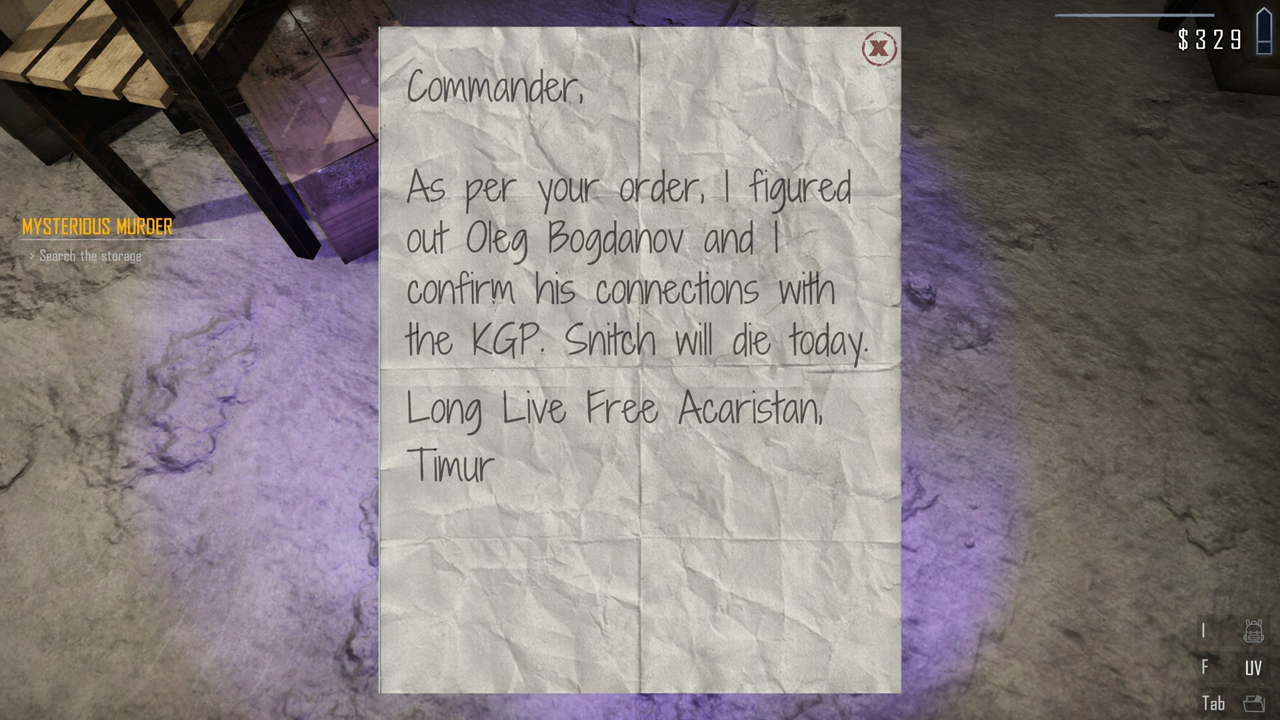 $329
Commander,
As per your order, I figured
out Oleg Bogdanov and I
confirm his connections with
the KGP. Snitch will die today.
Long Live Free Acaristan,
Timur
MYSTERIOUS MURDER
> Search the storage
I
F UV
Tab
X